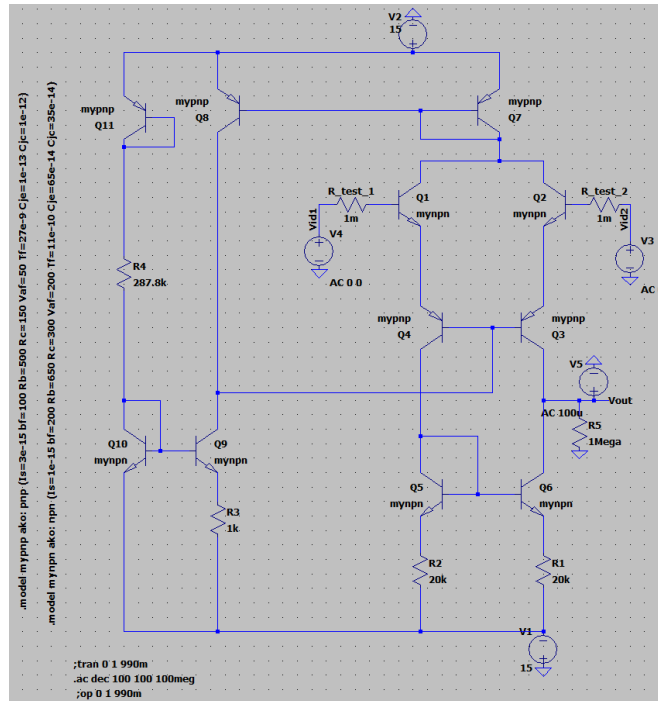 V2
15
mypnp
Q11
mypnp
Q8
mypnp
Q7
.model mypnp ako: pnp (Is=3e-15 bf=100 Rb=500 Rc=150 Vaf=50 Tf=27e-9 Cje=1e-13 Cjc=1e-12)
.model mynpn ako: npn (Is=1e-15 bf=200 Rb=650 Rc=300 Vaf=200 Tf=11e-10 Cje=65e-14 Cjc=35e-14)
R_test_1
1m
Q1
mynpn
Q2
mynpn
R_test_2
1m
Vid1
V4
AC 0 0
Vid2
V3
AC
R4
287.8k
mypnp
Q4
mypnp
Q3
V5
AC 100u
Vout
R5
1Mega
Q10
mynpn
Q9
mynpn
Q5
mynpn
Q6
mynpn
R3
1k
R2
20k
R1
20k
V1
15
;tran 0 1 990m
.ac dec 100 100 100meg
;op 0 1 990m